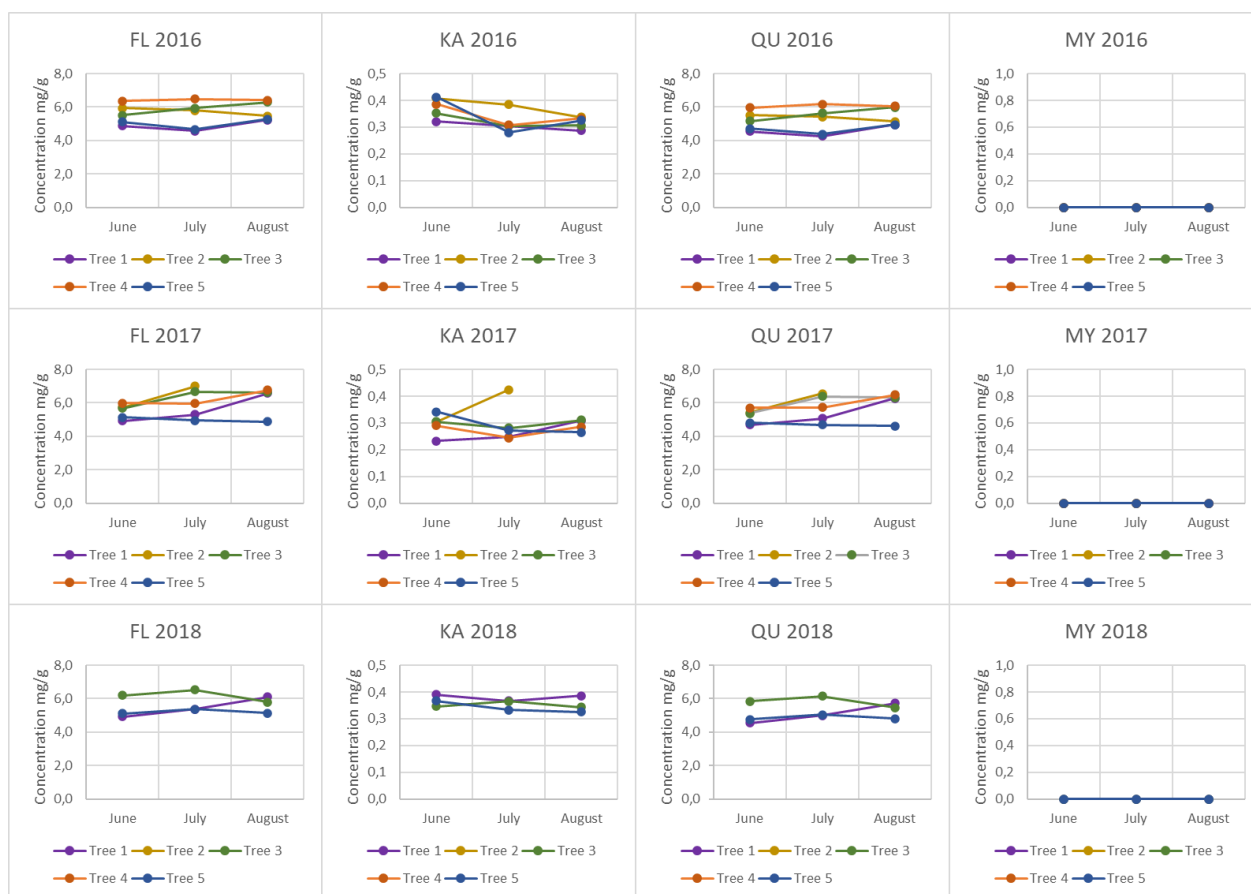 FL 2016
Concentration mg/g
8,0
6,0
4,0
2,0
0,0
June July August
Tree 1 Tree 2 Tree 3
Tree 4 Tree 5
KA 2016
Concentration mg/g
0,5
0,4
0,3
0,2
0,1
0,0
June July August
Tree 1 Tree 2 Tree 3
Tree 4 Tree 5
QU 2016
Concentration mg/g
8,0
6,0
4,0
2,0
0,0
June July August
Tree 1 Tree 2 Tree 3
Tree 4 Tree 5
MY 2016
Concentration mg/g
1,0
0,8
0,6
0,4
0,2
0,0
June July August
Tree 1 Tree 2 Tree 3
Tree 4 Tree 5
FL 2017
Concentration mg/g
8,0
6,0
4,0
2,0
0,0
June July August
Tree 1 Tree 2 Tree 3
Tree 4 Tree 5
KA 2017
Concentration mg/g
0,5
0,4
0,3
0,2
0,1
0,0
June July August
Tree 1 Tree 2 Tree 3
Tree 4 Tree 5
QU 2017
Concentration mg/g
8,0
6,0
4,0
2,0
0,0
June July August
Tree 1 Tree 2 Tree 3
Tree 4 Tree 5
MY 2017
Concentration mg/g
1,0
0,8
0,6
0,4
0,2
0,0
June July August
Tree 1 Tree 2 Tree 3
Tree 4 Tree 5
FL 2018
Concentration mg/g
8,0
6,0
4,0
2,0
0,0
June July August
Tree 1 Tree 2 Tree 3
Tree 4 Tree 5
KA 2018
Concentration mg/g
0,5
0,4
0,3
0,2
0,1
0,0
June July August
Tree 1 Tree 2 Tree 3
Tree 4 Tree 5
QU 2018
Concentration mg/g
8,0
6,0
4,0
2,0
0,0
June July August
Tree 1 Tree 2 Tree 3
Tree 4 Tree 5
MY 2018
Concentration mg/g
1,0
0,8
0,6
0,4
0,2
0,0
June July August
Tree 1 Tree 2 Tree 3
Tree 4 Tree 5